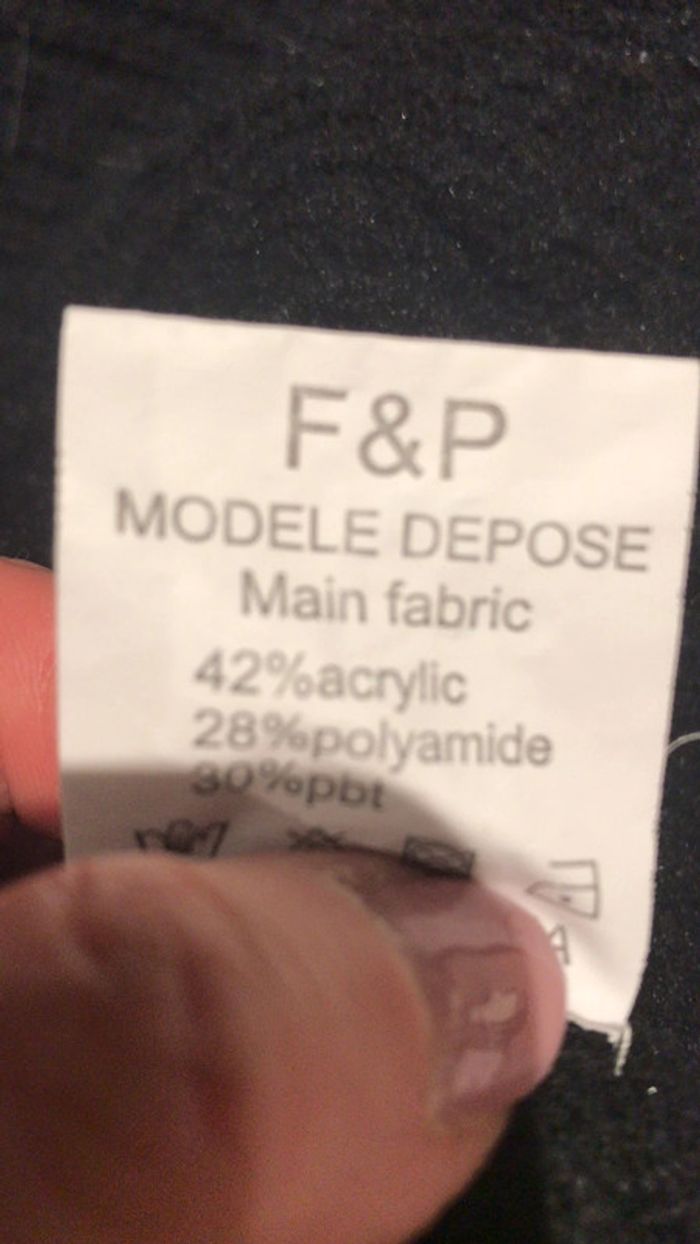 F&P
MODELE DEPOSE
Main fabric
42%acrylic
28%polyamide
30%pbt
A